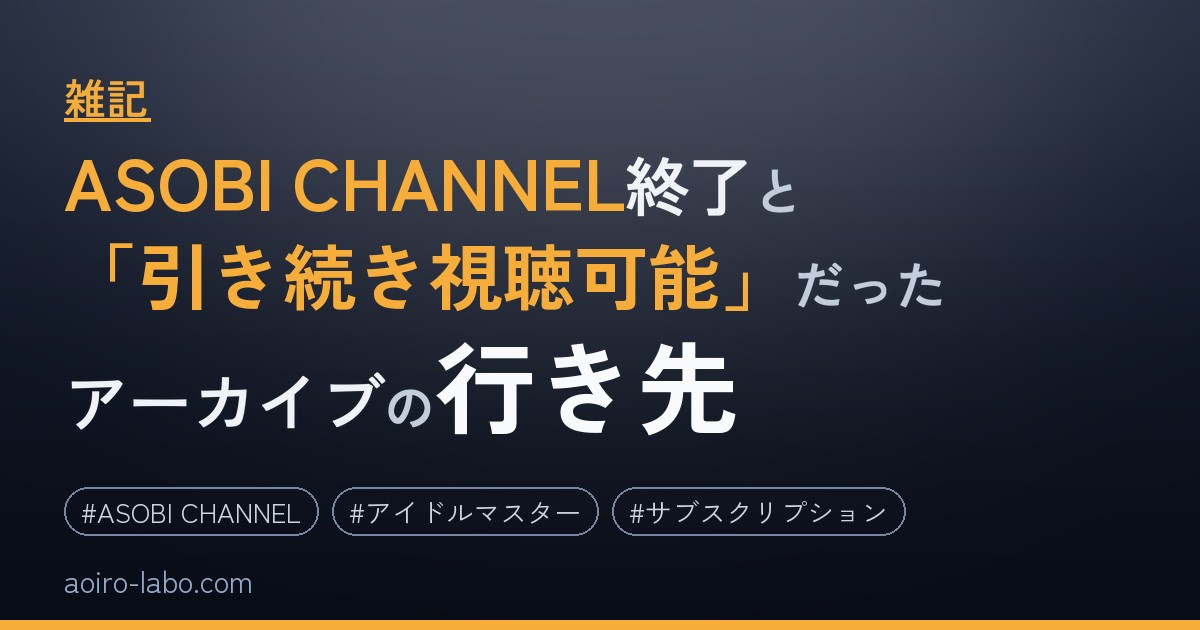 雑記
ASOBI CHANNEL終了と
「引き続き視聴可能」だった
アーカイブの行き先
#ASOBI CHANNEL #アイドルマスター #サブスクリプション
aoiro-labo.com